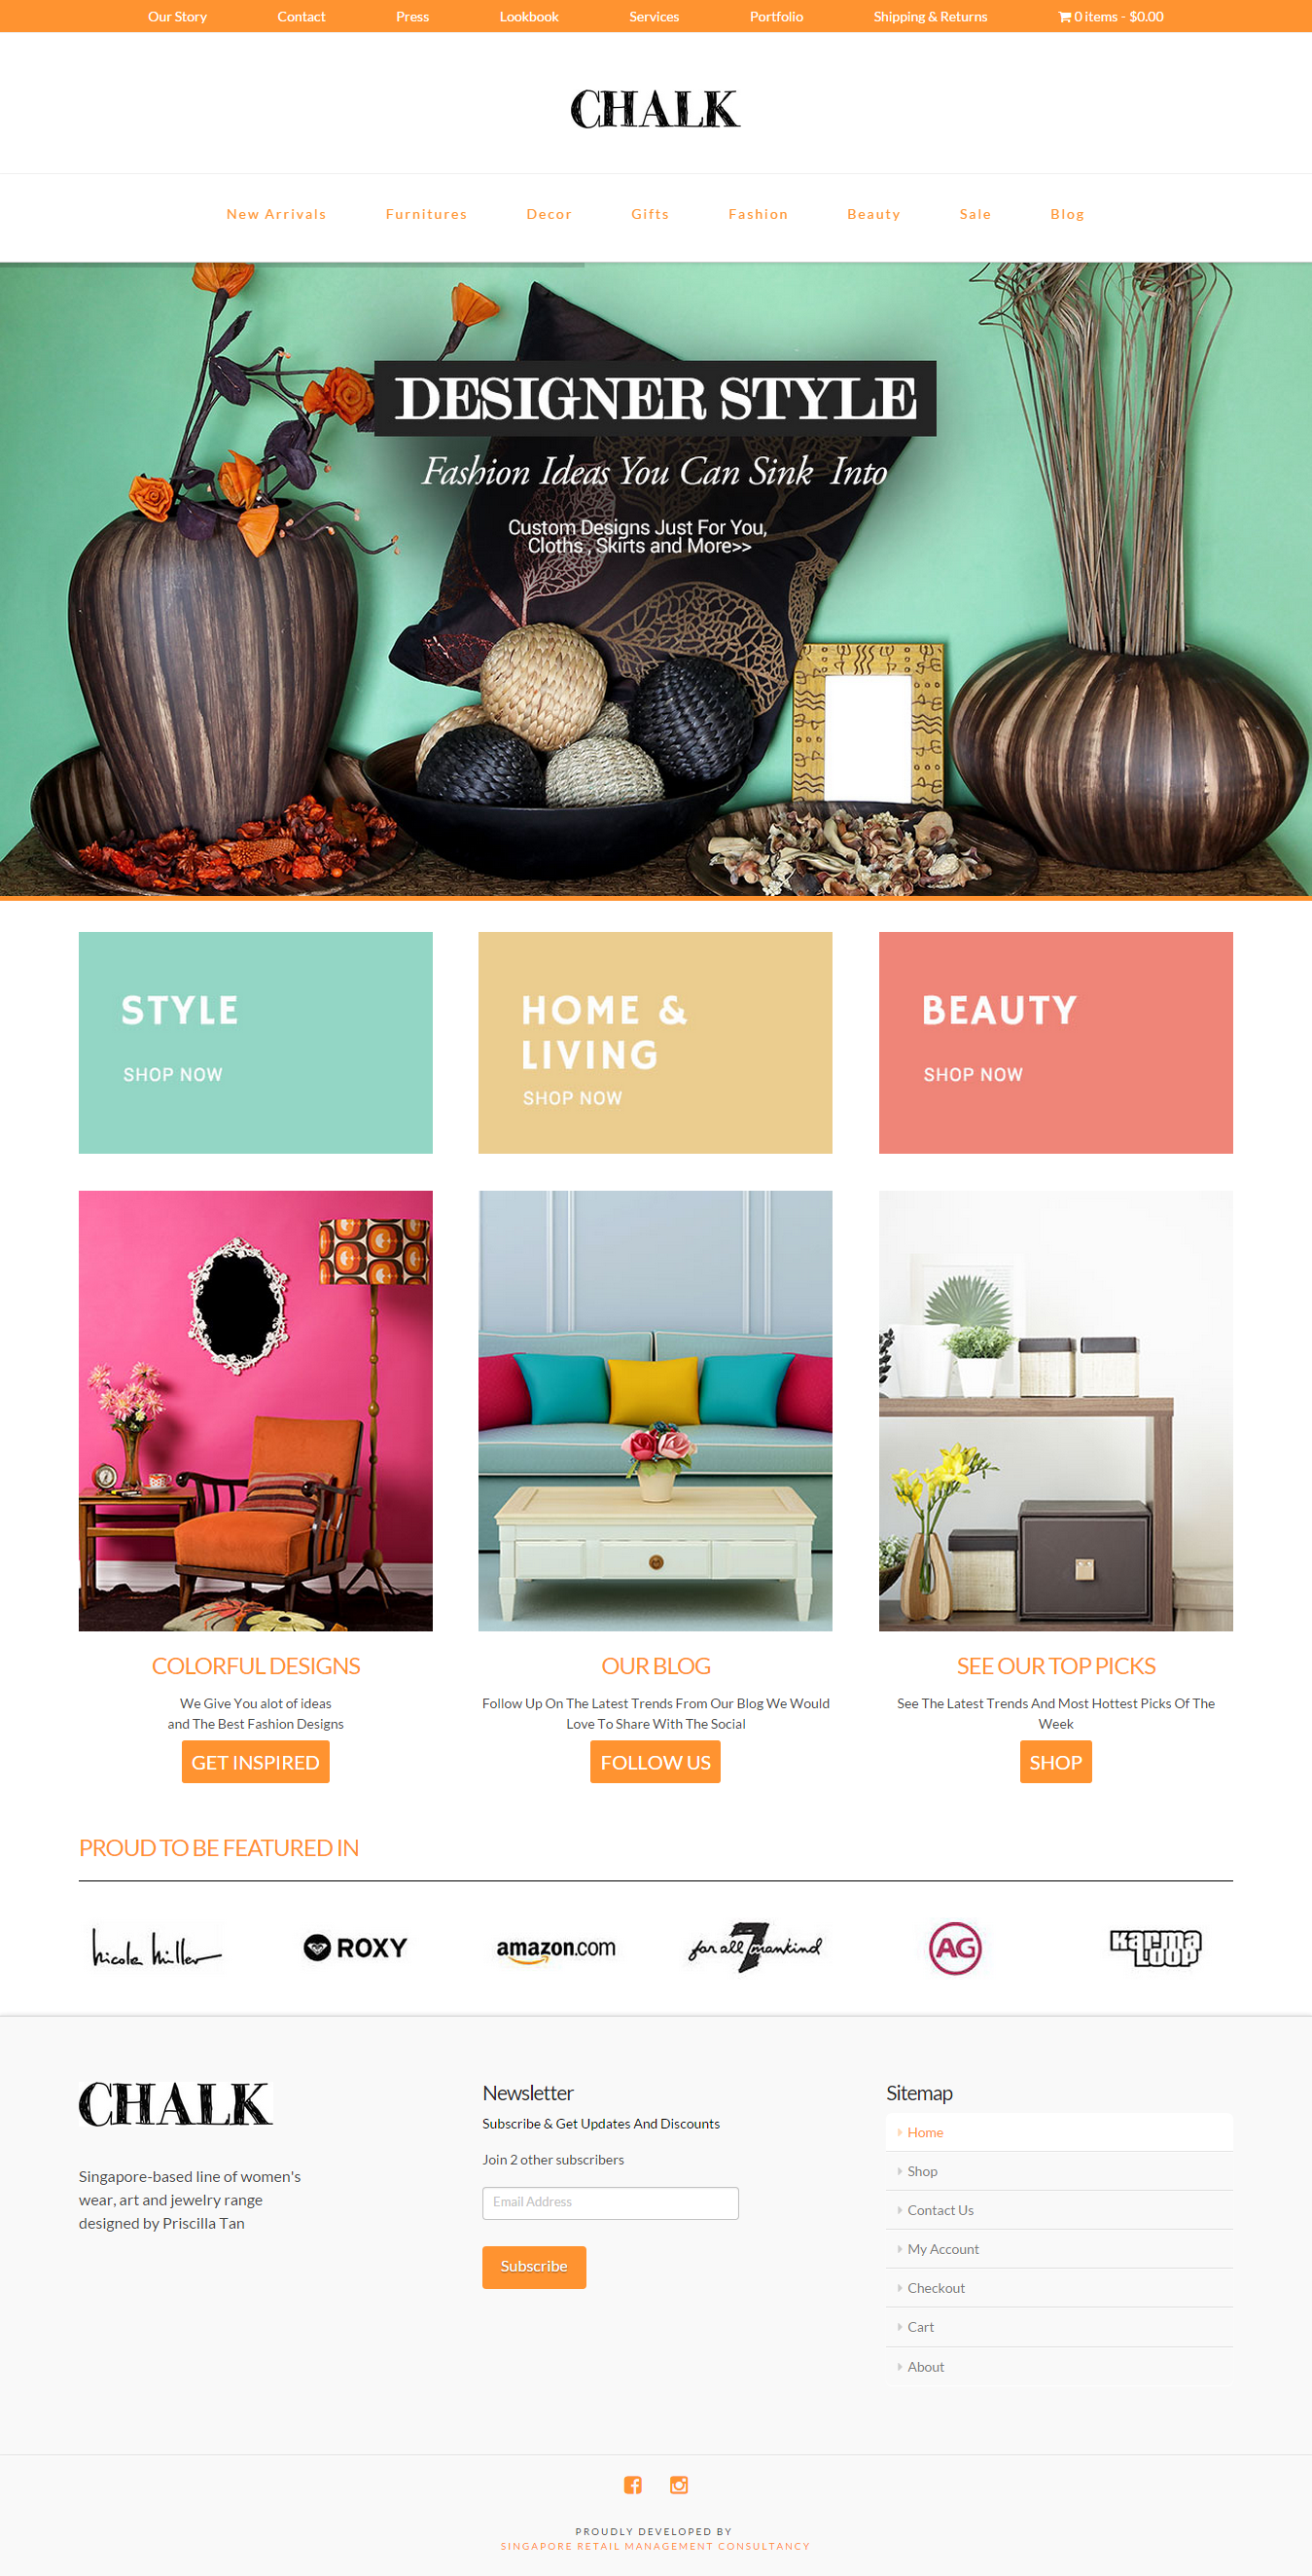 Our Story Contact Press Lookbook Services Portfolio Shipping & Returns 0 items - $0.00
CHALK
New Arrivals Furnitures Decor Gifts Fashion Beauty Sale Blog
DESIGNER STYLE
Fashion Ideas You Can Sink Into
Custom Designs Just For You,
Cloths , Skirts and More>>
STYLE
SHOP NOW
HOME &
LIVING
SHOP NOW
BEAUTY
SHOP NOW
COLORFUL DESIGNS
We Give You alot of ideas
and The Best Fashion Designs
GET INSPIRED
OUR BLOG
Follow Up On The Latest Trends From Our Blog We Would
Love To Share With The Social
FOLLOW US
SEE OUR TOP PICKS
See The Latest Trends And Most Hottest Picks Of The
Week
SHOP
PROUD TO BE FEATURED IN
nicole miller
ROXY
amazon.com
for all 7 mankind
AG
karma
LOOP
CHALK
Singapore-based line of women's
wear, art and jewelry range
designed by Priscilla Tan
Newsletter
Subscribe & Get Updates And Discounts
Join 2 other subscribers
Email Address
Subscribe
Sitemap
Home
Shop
Contact Us
My Account
Checkout
Cart
About
PROUDLY DEVELOPED BY
SINGAPORE RETAIL MANAGEMENT CONSULTANCY